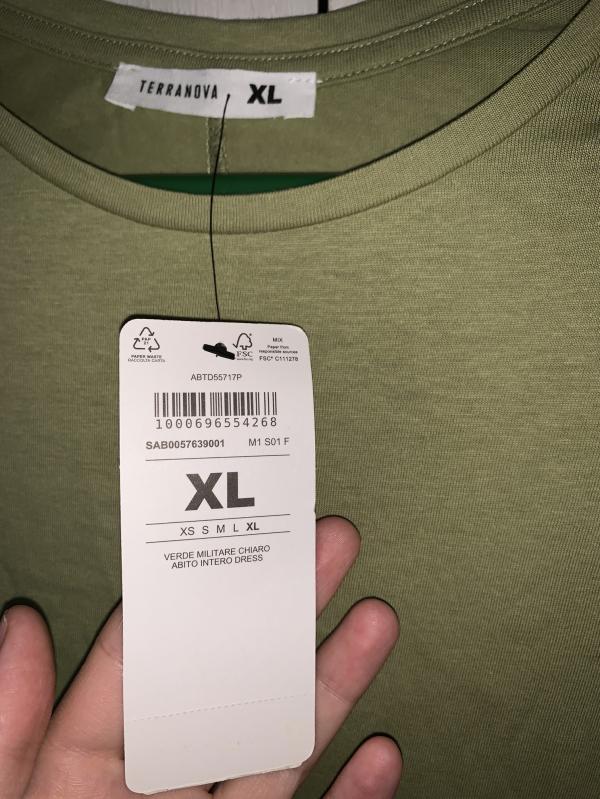 TERRANOVA. XL
PAP
21
PAPER WASTE
RACCOLTA CARTA
FSC
MIX
Paper from
responsible sources
FSC® C111278
ABTD55717P
1000696554268
SAB0057639001 M1 S01 F
XL
XS S M L XL
VERDE MILITARE CHIARO
ABITO INTERO DRESS